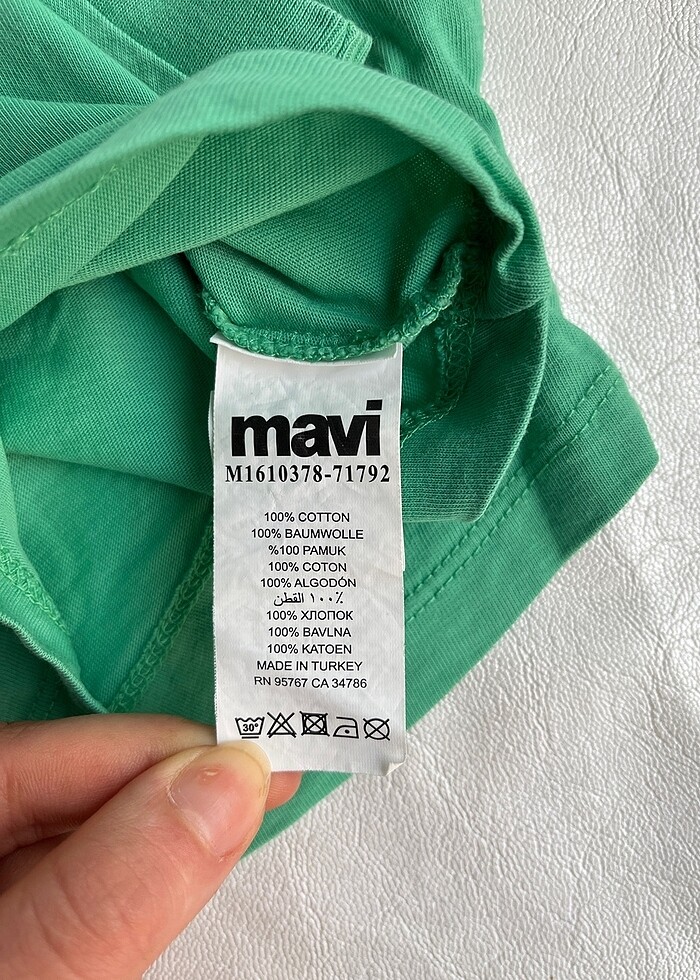 mavi
M1610378-71792
100% COTTON
100% BAUMWOLLE
%100 PAMUK
100% COTON
100% ALGODÓN
١٠٠٪ القطن
100% ХЛОПОК
100% BAVLNA
100% KATOEN
MADE IN TURKEY
RN 95767 CA 34786
30°